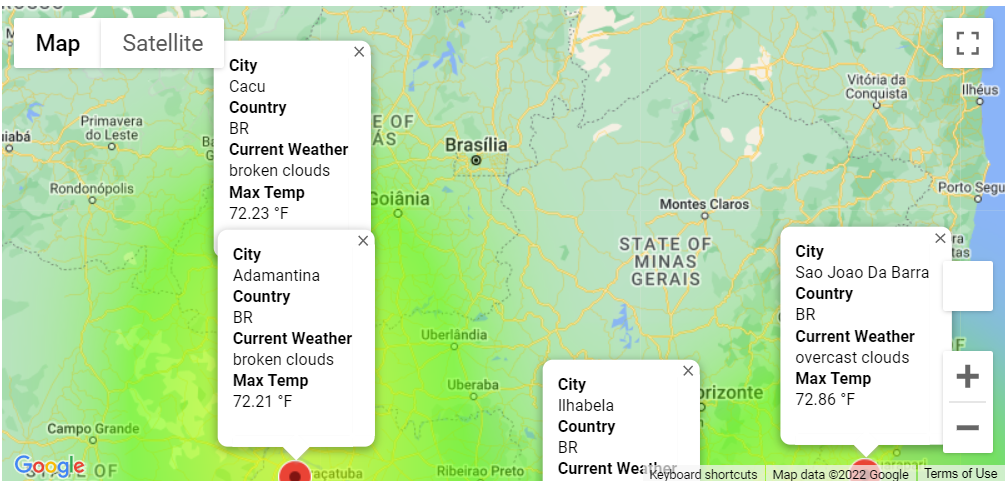 Map
Satellite
City
Cacu
Country
BR
Current Weather
broken clouds
Max Temp
72.23 °F
City
Adamantina
Country
BR
Current Weather
broken clouds
Max Temp
72.21 °F
City
Ilhabela
Country
BR
Current Weather
City
Sao Joao Da Barra
Country
BR
Current Weather
overcast clouds
Max Temp
72.86 °F
Primavera
do Leste
Rondonópolis
Campo Grande
Brasília
Goiânia
Uberlândia
Uberaba
Ribeirao Preto
Montes Claros
STATE OF
MINAS
GERAIS
Vitória da
Conquista
Ilhéus
Porto Segu
orizonte
açatuba
STATE OF
Google
Keyboard shortcuts
Map data ©2022 Google
Terms of Use